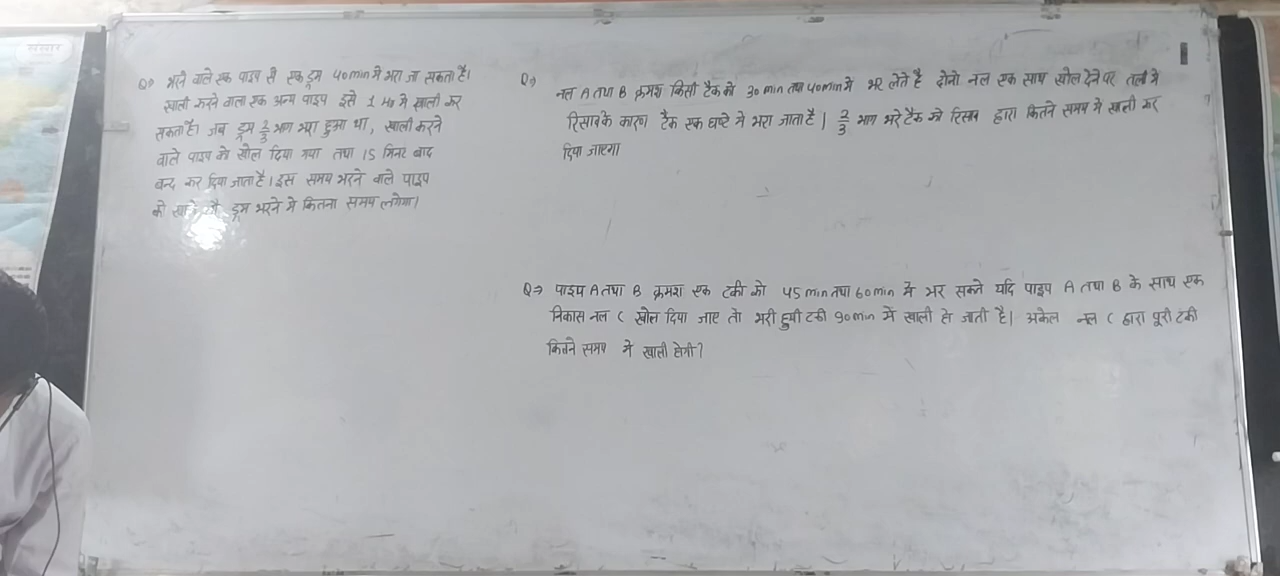 Q⇒ भरने वाले एक पाइप से एक ड्रम 40 min में भरा जा सकता है।
खाली करने वाला एक अन्य पाइप इसे 1 Hr में खाली कर
सकता है। जब ड्रम 2/3 भाग भरा हुआ था, खाली करने
वाले पाइप को खोल दिया गया तथा 15 मिनट बाद
बन्द कर दिया जाता है। इस समय भरने वाले पाइप
को ड्रम भरने मे कितना समय लगेगा।
Q⇒
नल A तथा B क्रमश किसी टैंक को 30 min तथा 40 min में भर लेते है दोनो नल एक साथ खोल देने पर तली मे
रिसाव के कारण टैंक एक घण्टे मे भरा जाता है। 2/3 भाग भरे टैंक को रिसाव द्वारा कितने समय मे खाली कर
दिया जाएगा
Q⇒ पाइप A तथा B क्रमश एक टंकी को 45 min तथा 60 min में भर सकते यदि पाइप A तथा B के साथ एक
निकास नल C खोल दिया जाए तो भरी हुयी टंकी 90 min में खाली हो जाती है। अकेल नल C द्वारा पूरी टंकी
कितने समय मे खाली होगी?